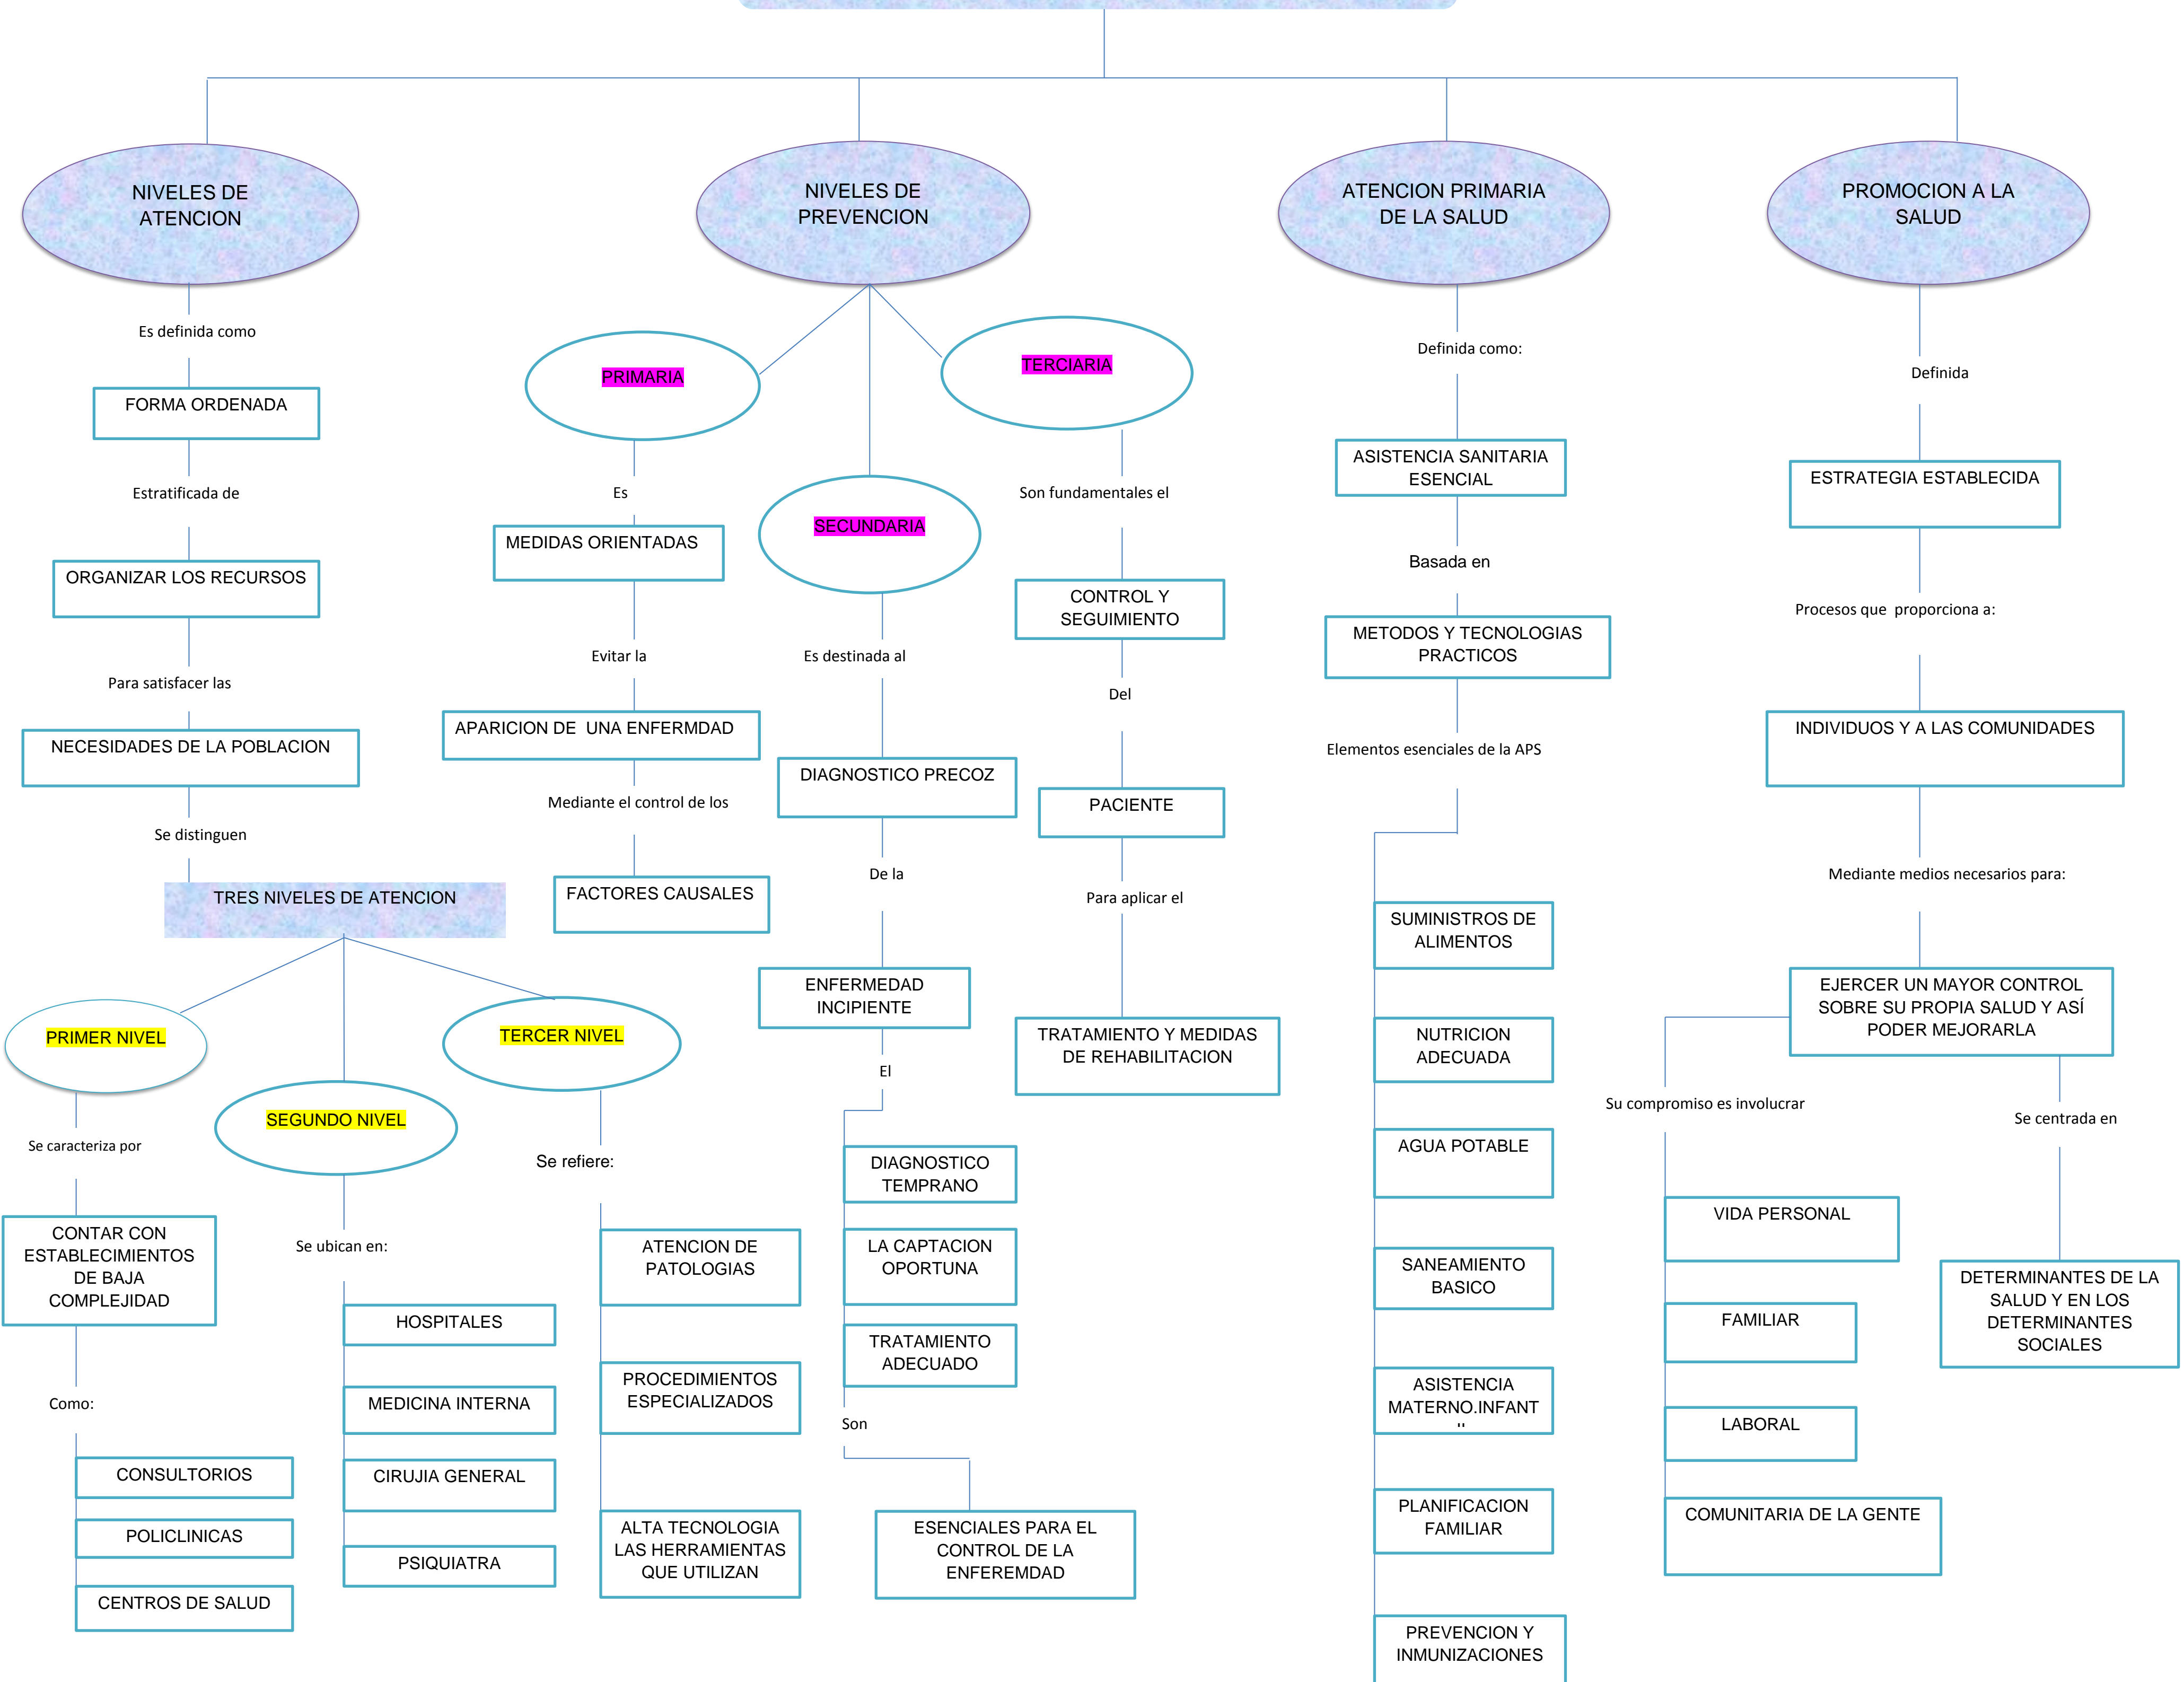 NIVELES DE
ATENCION
Es definida como
FORMA ORDENADA
Estratificada de
ORGANIZAR LOS RECURSOS
Para satisfacer las
NECESIDADES DE LA POBLACION
Se distinguen
TRES NIVELES DE ATENCION
PRIMER NIVEL
Se caracteriza por
CONTAR CON
ESTABLECIMIENTOS
DE BAJA
COMPLEJIDAD
Como:
CONSULTORIOS
POLICLINICAS
CENTROS DE SALUD
SEGUNDO NIVEL
Se ubican en:
HOSPITALES
MEDICINA INTERNA
CIRUJIA GENERAL
PSIQUIATRA
TERCER NIVEL
Se refiere:
ATENCION DE
PATOLOGIAS
PROCEDIMIENTOS
ESPECIALIZADOS
ALTA TECNOLOGIA
LAS HERRAMIENTAS
QUE UTILIZAN
NIVELES DE
PREVENCION
PRIMARIA
Es
MEDIDAS ORIENTADAS
Evitar la
APARICION DE  UNA ENFERMDAD
Mediante el control de los
FACTORES CAUSALES
SECUNDARIA
Es destinada al
DIAGNOSTICO PRECOZ
De la
ENFERMEDAD
INCIPIENTE
El
DIAGNOSTICO
TEMPRANO
LA CAPTACION
OPORTUNA
TRATAMIENTO
ADECUADO
Son
ESENCIALES PARA EL
CONTROL DE LA
ENFEREMDAD
TERCIARIA
Son fundamentales el
CONTROL Y
SEGUIMIENTO
Del
PACIENTE
Para aplicar el
TRATAMIENTO Y MEDIDAS
DE REHABILITACION
ATENCION PRIMARIA
DE LA SALUD
Definida como:
ASISTENCIA SANITARIA
ESENCIAL
Basada en
METODOS Y TECNOLOGIAS
PRACTICOS
Elementos esenciales de la APS
SUMINISTROS DE
ALIMENTOS
NUTRICION
ADECUADA
AGUA POTABLE
SANEAMIENTO
BASICO
ASISTENCIA
MATERNO.INFANT
PLANIFICACION
FAMILIAR
PREVENCION Y
INMUNIZACIONES
PROMOCION A LA
SALUD
Definida
ESTRATEGIA ESTABLECIDA
Procesos que  proporciona a:
INDIVIDUOS Y A LAS COMUNIDADES
Mediante medios necesarios para:
EJERCER UN MAYOR CONTROL
SOBRE SU PROPIA SALUD Y ASÍ
PODER MEJORARLA
Su compromiso es involucrar
VIDA PERSONAL
FAMILIAR
LABORAL
COMUNITARIA DE LA GENTE
Se centrada en
DETERMINANTES DE LA
SALUD Y EN LOS
DETERMINANTES
SOCIALES